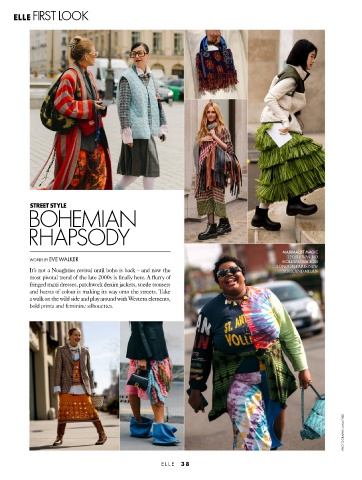 ELLE FIRST LOOK
STREET STYLE
BOHEMIAN
RHAPSODY
WORDS BY EVE WALKER
It's not a Noughties revival until boho is back – and now the
most pivotal trend of the late 2000s is finally here. A flurry of
fringed maxi dresses, patchwork denim jackets, suede trousers
and bursts of colour is making its way onto the streets. Take
a walk on the wild side and play around with Western elements,
bold prints and feminine silhouettes.
ST. AN
VOLLE
ELLE 38